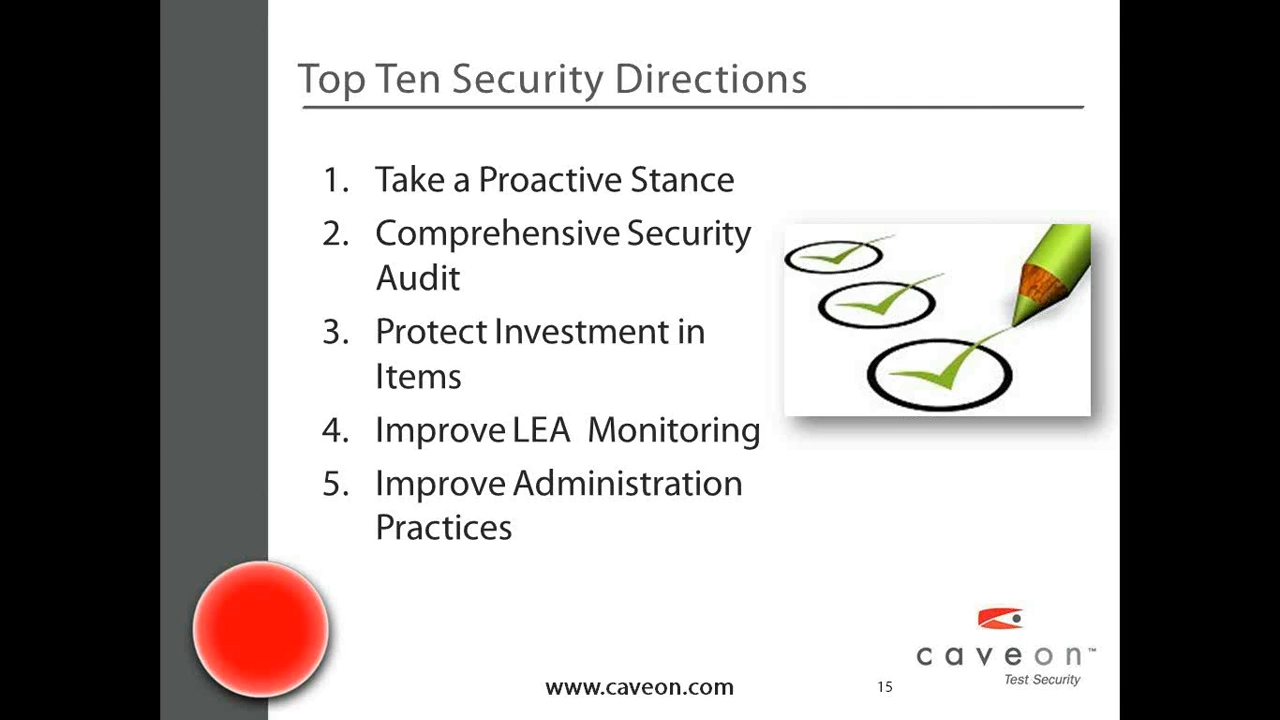 Top Ten Security Directions
1. Take a Proactive Stance
2. Comprehensive Security
Audit
3. Protect Investment in
Items
4. Improve LEA  Monitoring
5. Improve Administration
Practices
caveon™
Test Security
www.caveon.com
15